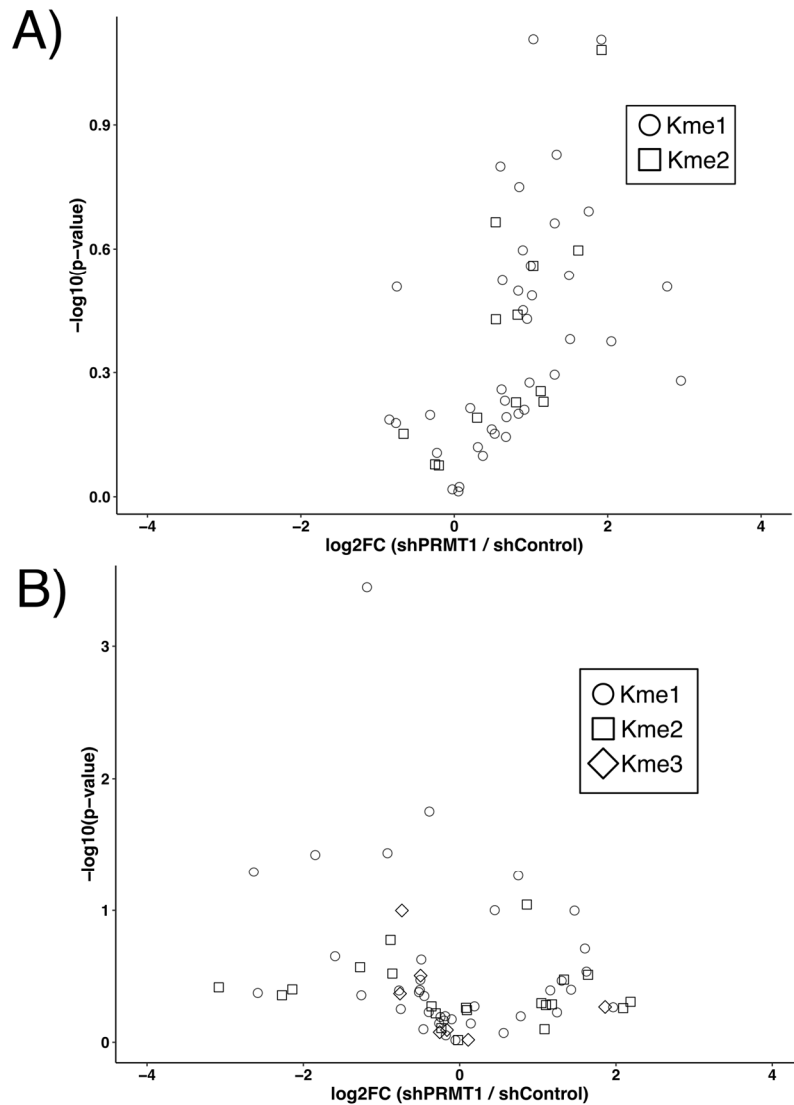 A)
Kme1
Kme2
0.9
0.6
0.3
0.0
−log10(p−value)
−4
−2
0
2
4
log2FC (shPRMT1 / shControl)
B)
Kme1
Kme2
Kme3
3
2
1
0
−log10(p−value)
−4
−2
0
2
4
log2FC (shPRMT1 / shControl)